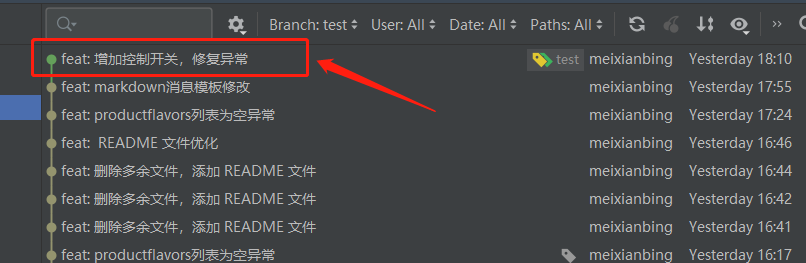 Branch: test User: All Date: All Paths: All
feat: 增加控制开关，修复异常 test meixianbing Yesterday 18:10
feat: markdown消息模板修改 meixianbing Yesterday 17:55
feat: productflavors列表为空异常 meixianbing Yesterday 17:24
feat: README 文件优化 meixianbing Yesterday 16:46
feat: 删除多余文件，添加 README 文件 meixianbing Yesterday 16:44
feat: 删除多余文件，添加 README 文件 meixianbing Yesterday 16:42
feat: 删除多余文件，添加 README 文件 meixianbing Yesterday 16:41
feat: productflavors列表为空异常 meixianbing Yesterday 16:17